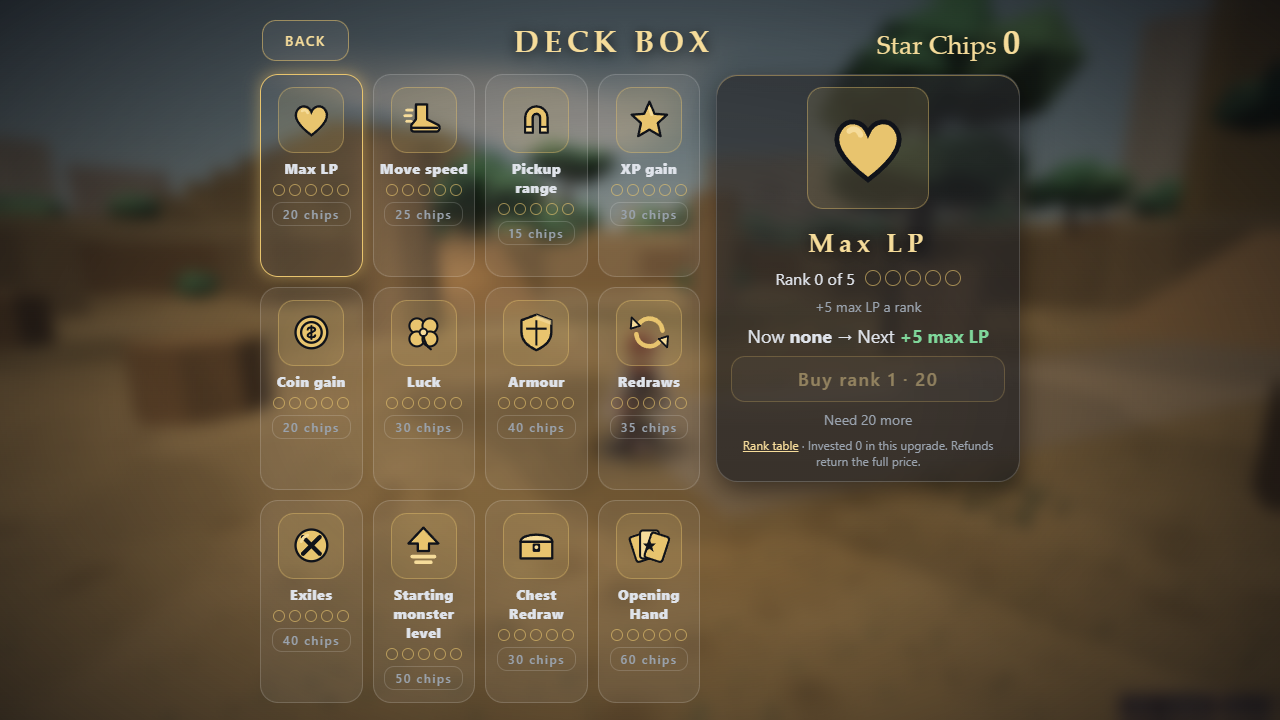 BACK
DECK BOX
Star Chips 0
Max LP
20 chips
Move speed
25 chips
Pickup
range
15 chips
XP gain
30 chips
Coin gain
20 chips
Luck
30 chips
Armour
40 chips
Redraws
35 chips
Exiles
40 chips
Starting
monster
level
50 chips
Chest
Redraw
30 chips
Opening
Hand
60 chips
Max LP
Rank 0 of 5
+5 max LP a rank
Now none → Next +5 max LP
Buy rank 1 · 20
Need 20 more
Rank table · Invested 0 in this upgrade. Refunds
return the full price.